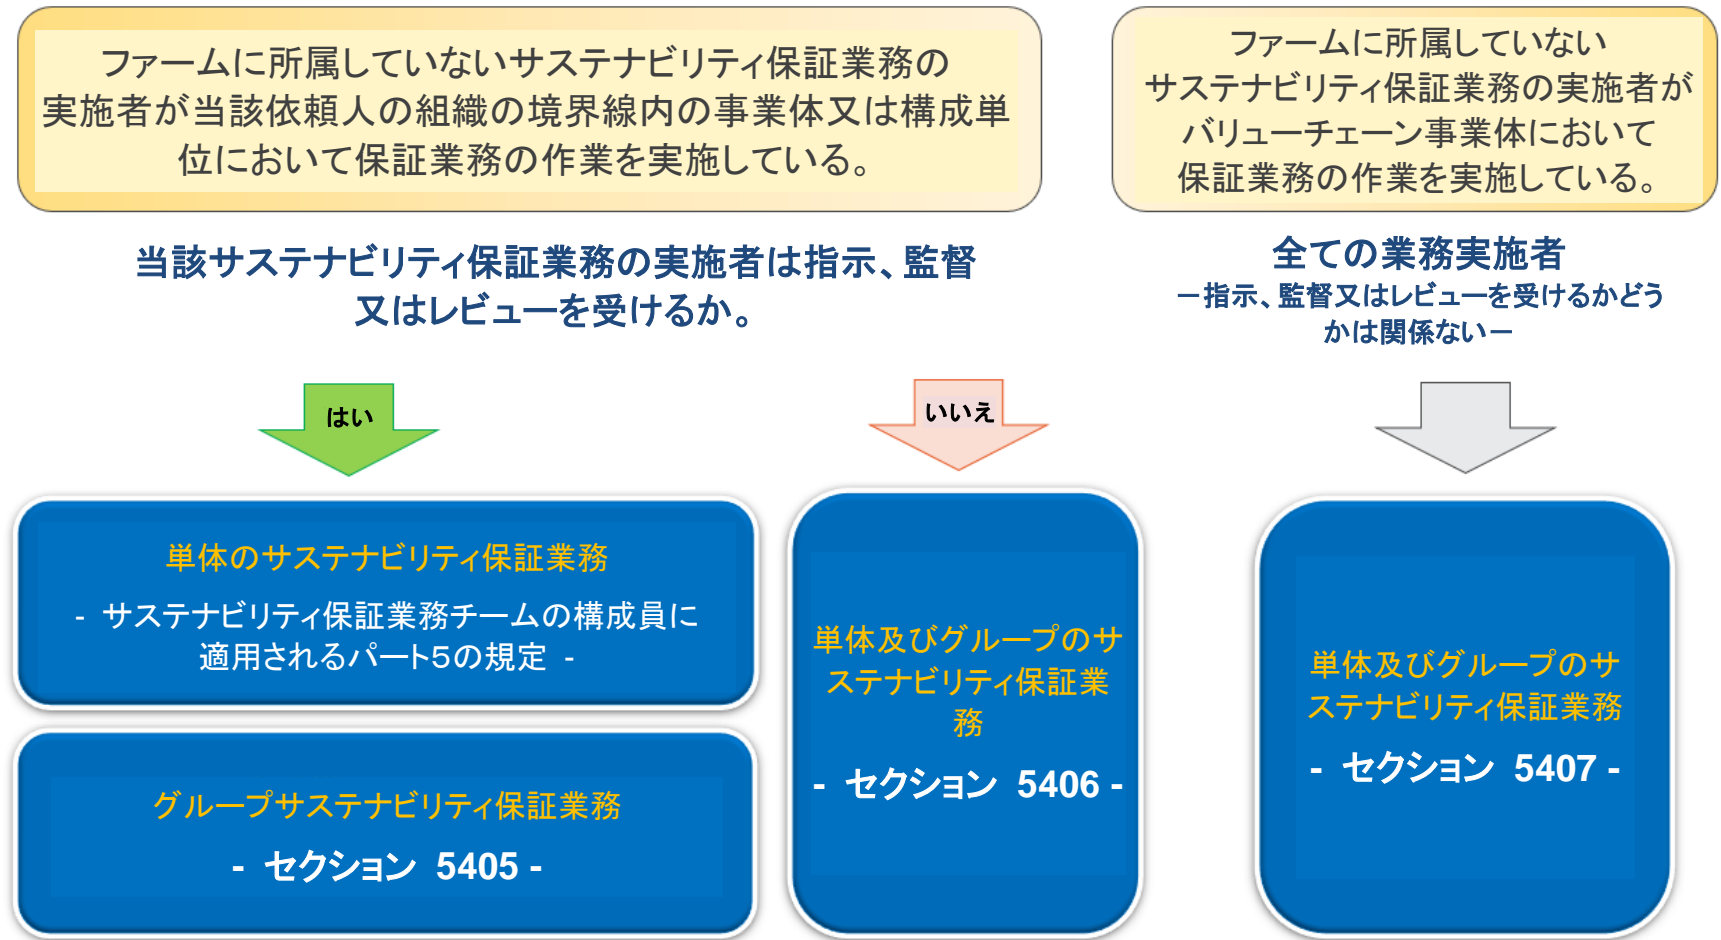 ファームに所属していないサステナビリティ保証業務の
実施者が当該依頼人の組織の境界線内の事業体又は構成単
位において保証業務の作業を実施している。
ファームに所属していない
サステナビリティ保証業務の実施者が
バリューチェーン事業体において
保証業務の作業を実施している。
当該サステナビリティ保証業務の実施者は指示、監督
又はレビューを受けるか。
全ての業務実施者
ー指示、監督又はレビューを受けるかどう
かは関係ないー
はい
いいえ
単体のサステナビリティ保証業務
- サステナビリティ保証業務チームの構成員に
適用されるパート5の規定 -
グループサステナビリティ保証業務
- セクション 5405 -
単体及びグループのサ
ステナビリティ保証業
務
- セクション 5406 -
単体及びグループのサ
ステナビリティ保証業務
- セクション 5407 -